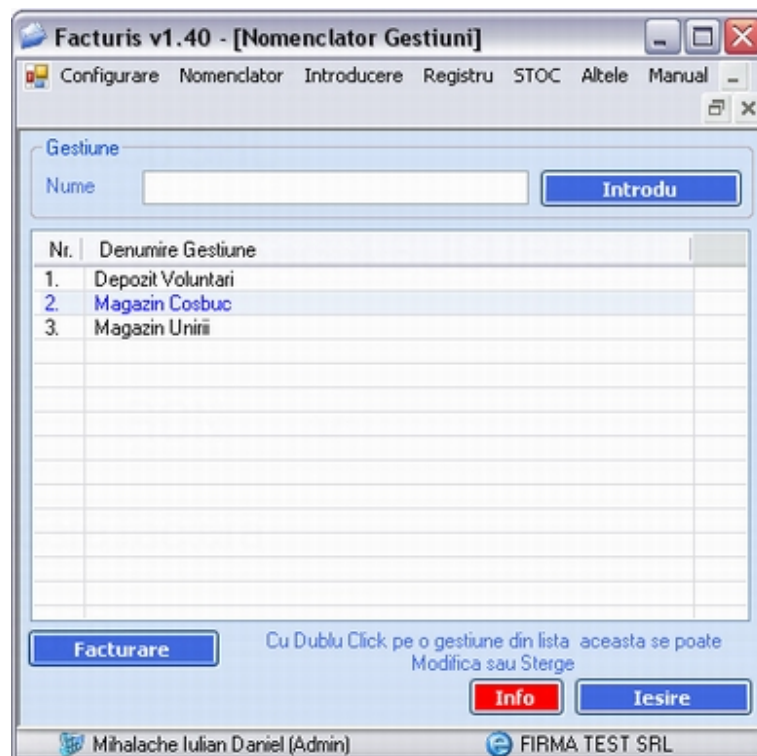 Facturis v1.40 - [Nomenclator Gestiuni]
Configurare Nomenclator Introducere Registru STOC Altele Manual
Gestiune
Nume
Introdu
Nr. Denumire Gestiune
1. Depozit Voluntari
2. Magazin Cosbuc
3. Magazin Unirii
Facturare
Cu Dublu Click pe o gestiune din lista aceasta se poate
Modifica sau Sterge
Info
Iesire
Mihalache Iulian Daniel (Admin) FIRMA TEST SRL